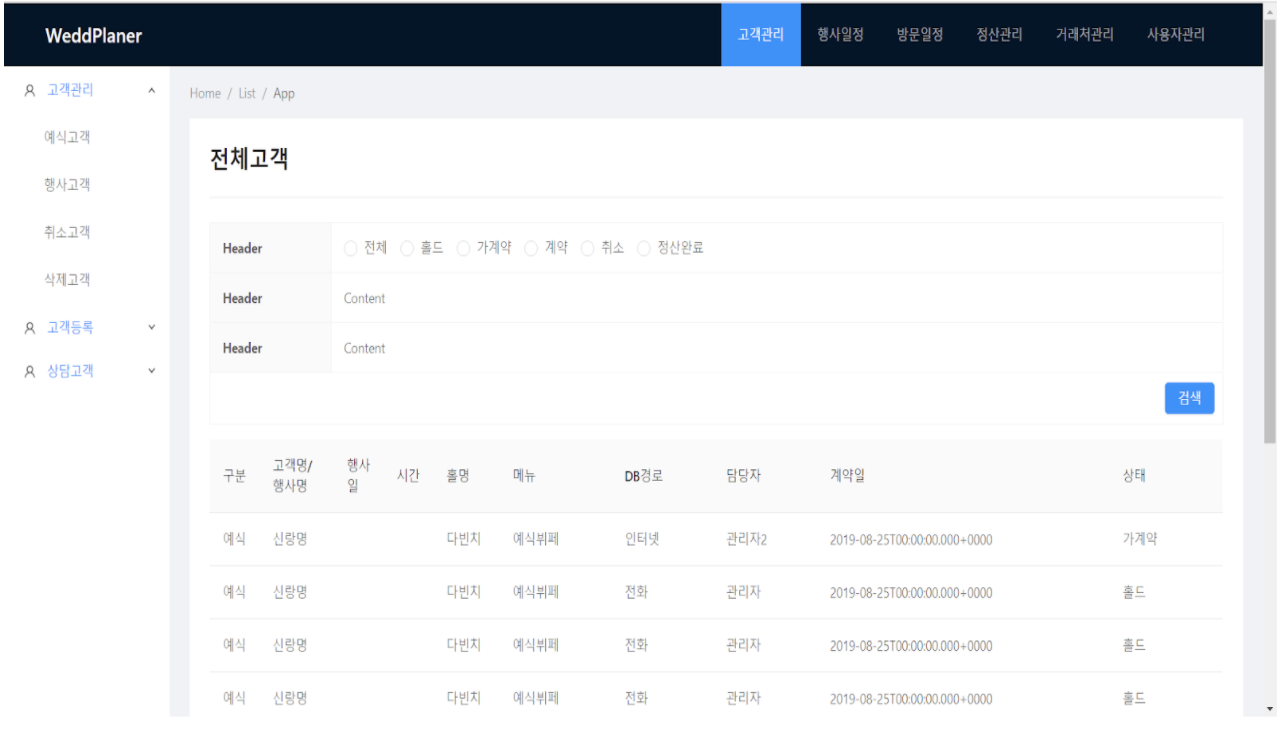 WeddPlaner 고객관리 행사일정 방문일정 정산관리 거래처관리 사용자관리
고객관리
예식고객
행사고객
취소고객
삭제고객
고객등록
상담고객
Home / List / App
전체고객
Header 전체 홀드 가계약 계약 취소 정산완료
Header Content
Header Content
검색
구분 고객명/행사명 행사일 시간 홀명 메뉴 DB경로 담당자 계약일 상태
예식 신랑명 다빈치 예식뷔페 인터넷 관리자2 2019-08-25T00:00:00.000+0000 가계약
예식 신랑명 다빈치 예식뷔페 전화 관리자 2019-08-25T00:00:00.000+0000 홀드
예식 신랑명 다빈치 예식뷔페 전화 관리자 2019-08-25T00:00:00.000+0000 홀드
예식 신랑명 다빈치 예식뷔페 전화 관리자 2019-08-25T00:00:00.000+0000 홀드